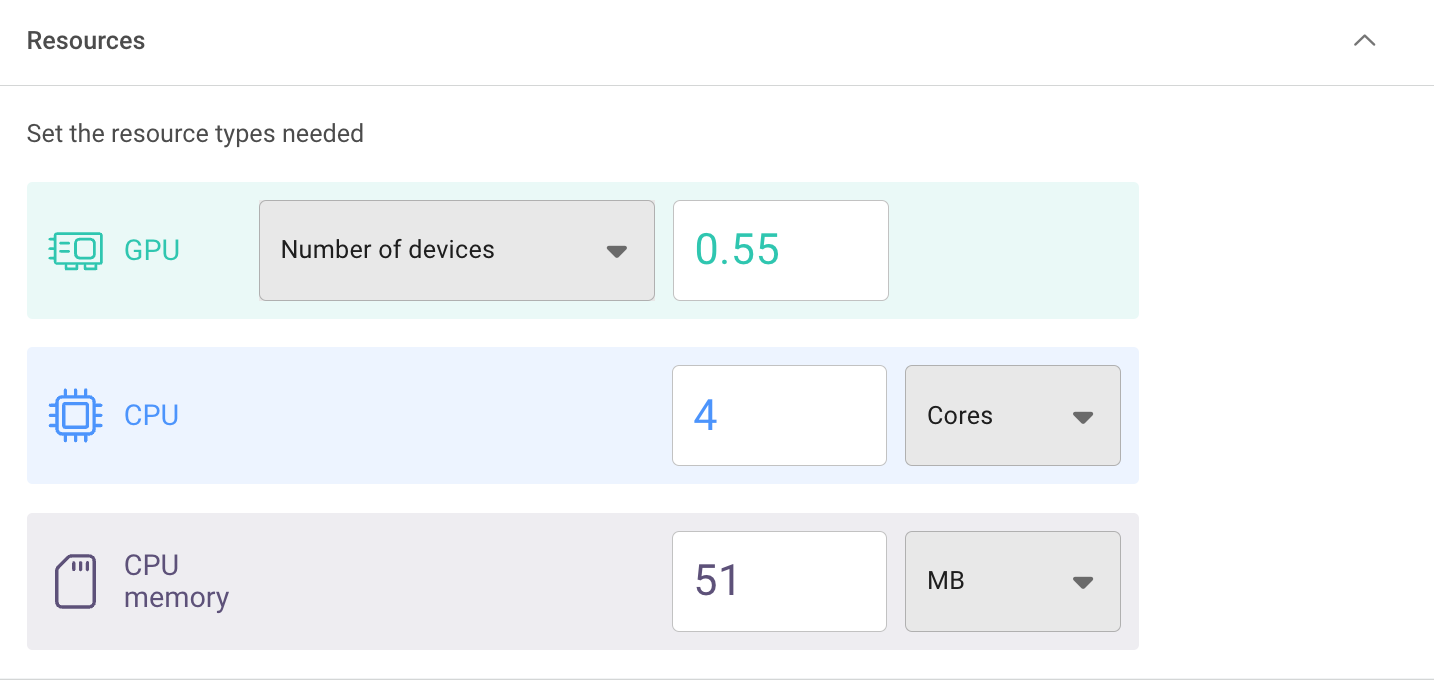 Resources
Set the resource types needed
GPU Number of devices 0.55
CPU 4 Cores
CPU
memory 51 MB